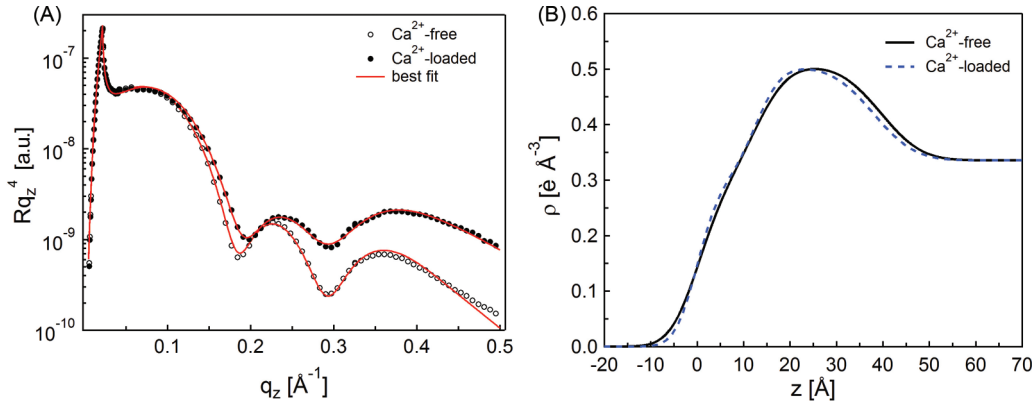 (A)
Ca²⁺-free
Ca²⁺-loaded
best fit
10⁻⁷
10⁻⁸
10⁻⁹
10⁻¹⁰
Rq_z⁴ [a.u.]
0.1 0.2 0.3 0.4 0.5
q_z [Å⁻¹]
(B)
Ca²⁺-free
Ca²⁺-loaded
0.6
0.5
0.4
0.3
0.2
0.1
0.0
ρ [è Å⁻³]
-20 -10 0 10 20 30 40 50 60 70
z [Å]